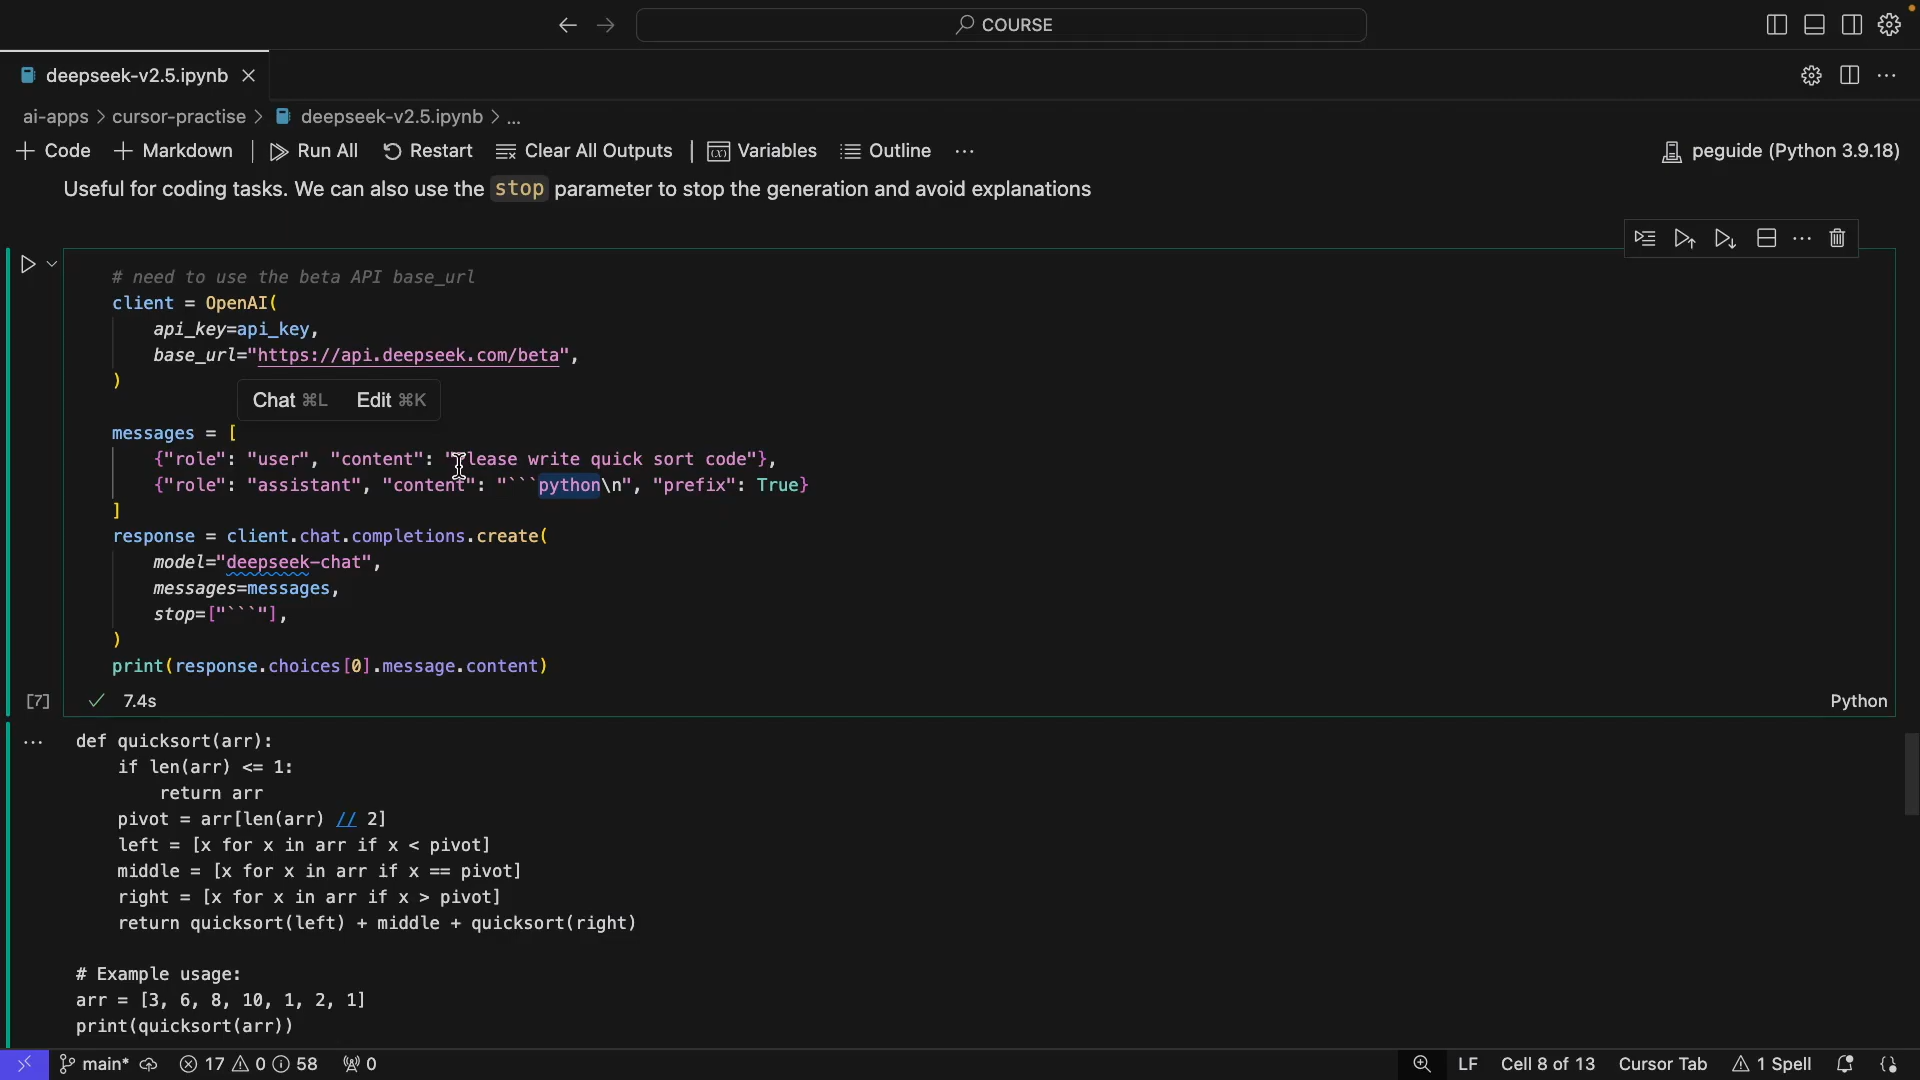 COURSE
deepseek-v2.5.ipynb
ai-apps > cursor-practise > deepseek-v2.5.ipynb > ...
+ Code + Markdown | Run All Restart Clear All Outputs | Variables Outline ...
peguide (Python 3.9.18)
Useful for coding tasks. We can also use the stop parameter to stop the generation and avoid explanations
# need to use the beta API base_url
client = OpenAI(
    api_key=api_key,
    base_url="https://api.deepseek.com/beta",
)
Chat ⌘L Edit ⌘K
messages = [
    {"role": "user", "content": "Please write quick sort code"},
    {"role": "assistant", "content": "```python\n", "prefix": True}
]
response = client.chat.completions.create(
    model="deepseek-chat",
    messages=messages,
    stop=["```"],
)
print(response.choices[0].message.content)
[7] ✓ 7.4s
Python
... def quicksort(arr):
    if len(arr) <= 1:
        return arr
    pivot = arr[len(arr) // 2]
    left = [x for x in arr if x < pivot]
    middle = [x for x in arr if x == pivot]
    right = [x for x in arr if x > pivot]
    return quicksort(left) + middle + quicksort(right)
# Example usage:
arr = [3, 6, 8, 10, 1, 2, 1]
print(quicksort(arr))
main* 17 0 58 0
LF Cell 8 of 13 Cursor Tab 1 Spell